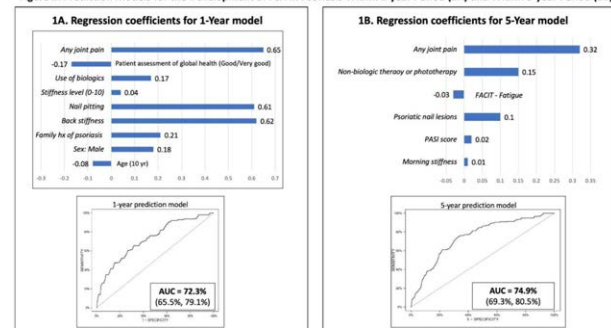 1A. Regression coefficients for 1-Year model
Any joint pain
0.65
-0.17
Patient assessment of global health (Good/Very good)
Use of biologics
0.17
Stiffness level (0-10)
0.04
Nail pitting
0.61
Back stiffness
0.62
Family hx of psoriasis
0.21
Sex: Male
0.18
-0.08
Age (10 yr)
-0.3 -0.2 -0.1 0 0.1 0.2 0.3 0.4 0.5 0.6 0.7
1-year prediction model
SENSITIVITY
AUC = 72.3%
(65.5%, 79.1%)
1 - SPECIFICITY
1B. Regression coefficients for 5-Year model
Any joint pain
0.32
Non-biologic theraoy or phototherapy
0.15
-0.03
FACIT - Fatigue
Psoriatic nail lesions
0.1
PASI score
0.02
Morning stiffness
0.01
-0.05 0 0.05 0.1 0.15 0.2 0.25 0.3 0.35
5-year prediction model
SENSITIVITY
AUC = 74.9%
(69.3%, 80.5%)
1 - SPECIFICITY